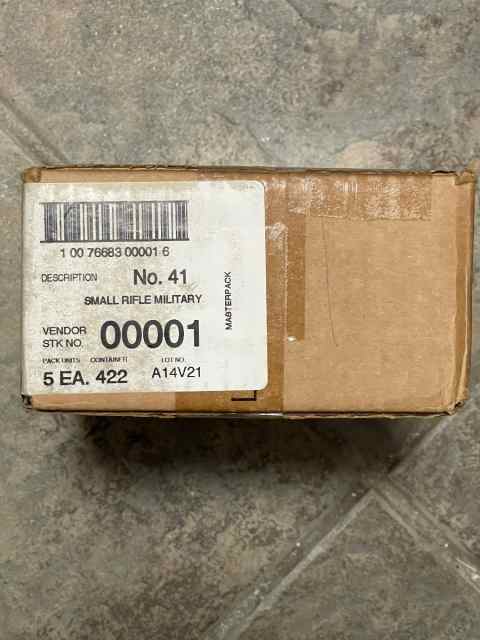 1 00 76683 00001 6
DESCRIPTION No. 41
SMALL RIFLE MILITARY
VENDOR
STK NO. 00001
PACK UNITS CONTAINER LOT NO.
5 EA. 422 A14V21
MASTERPACK